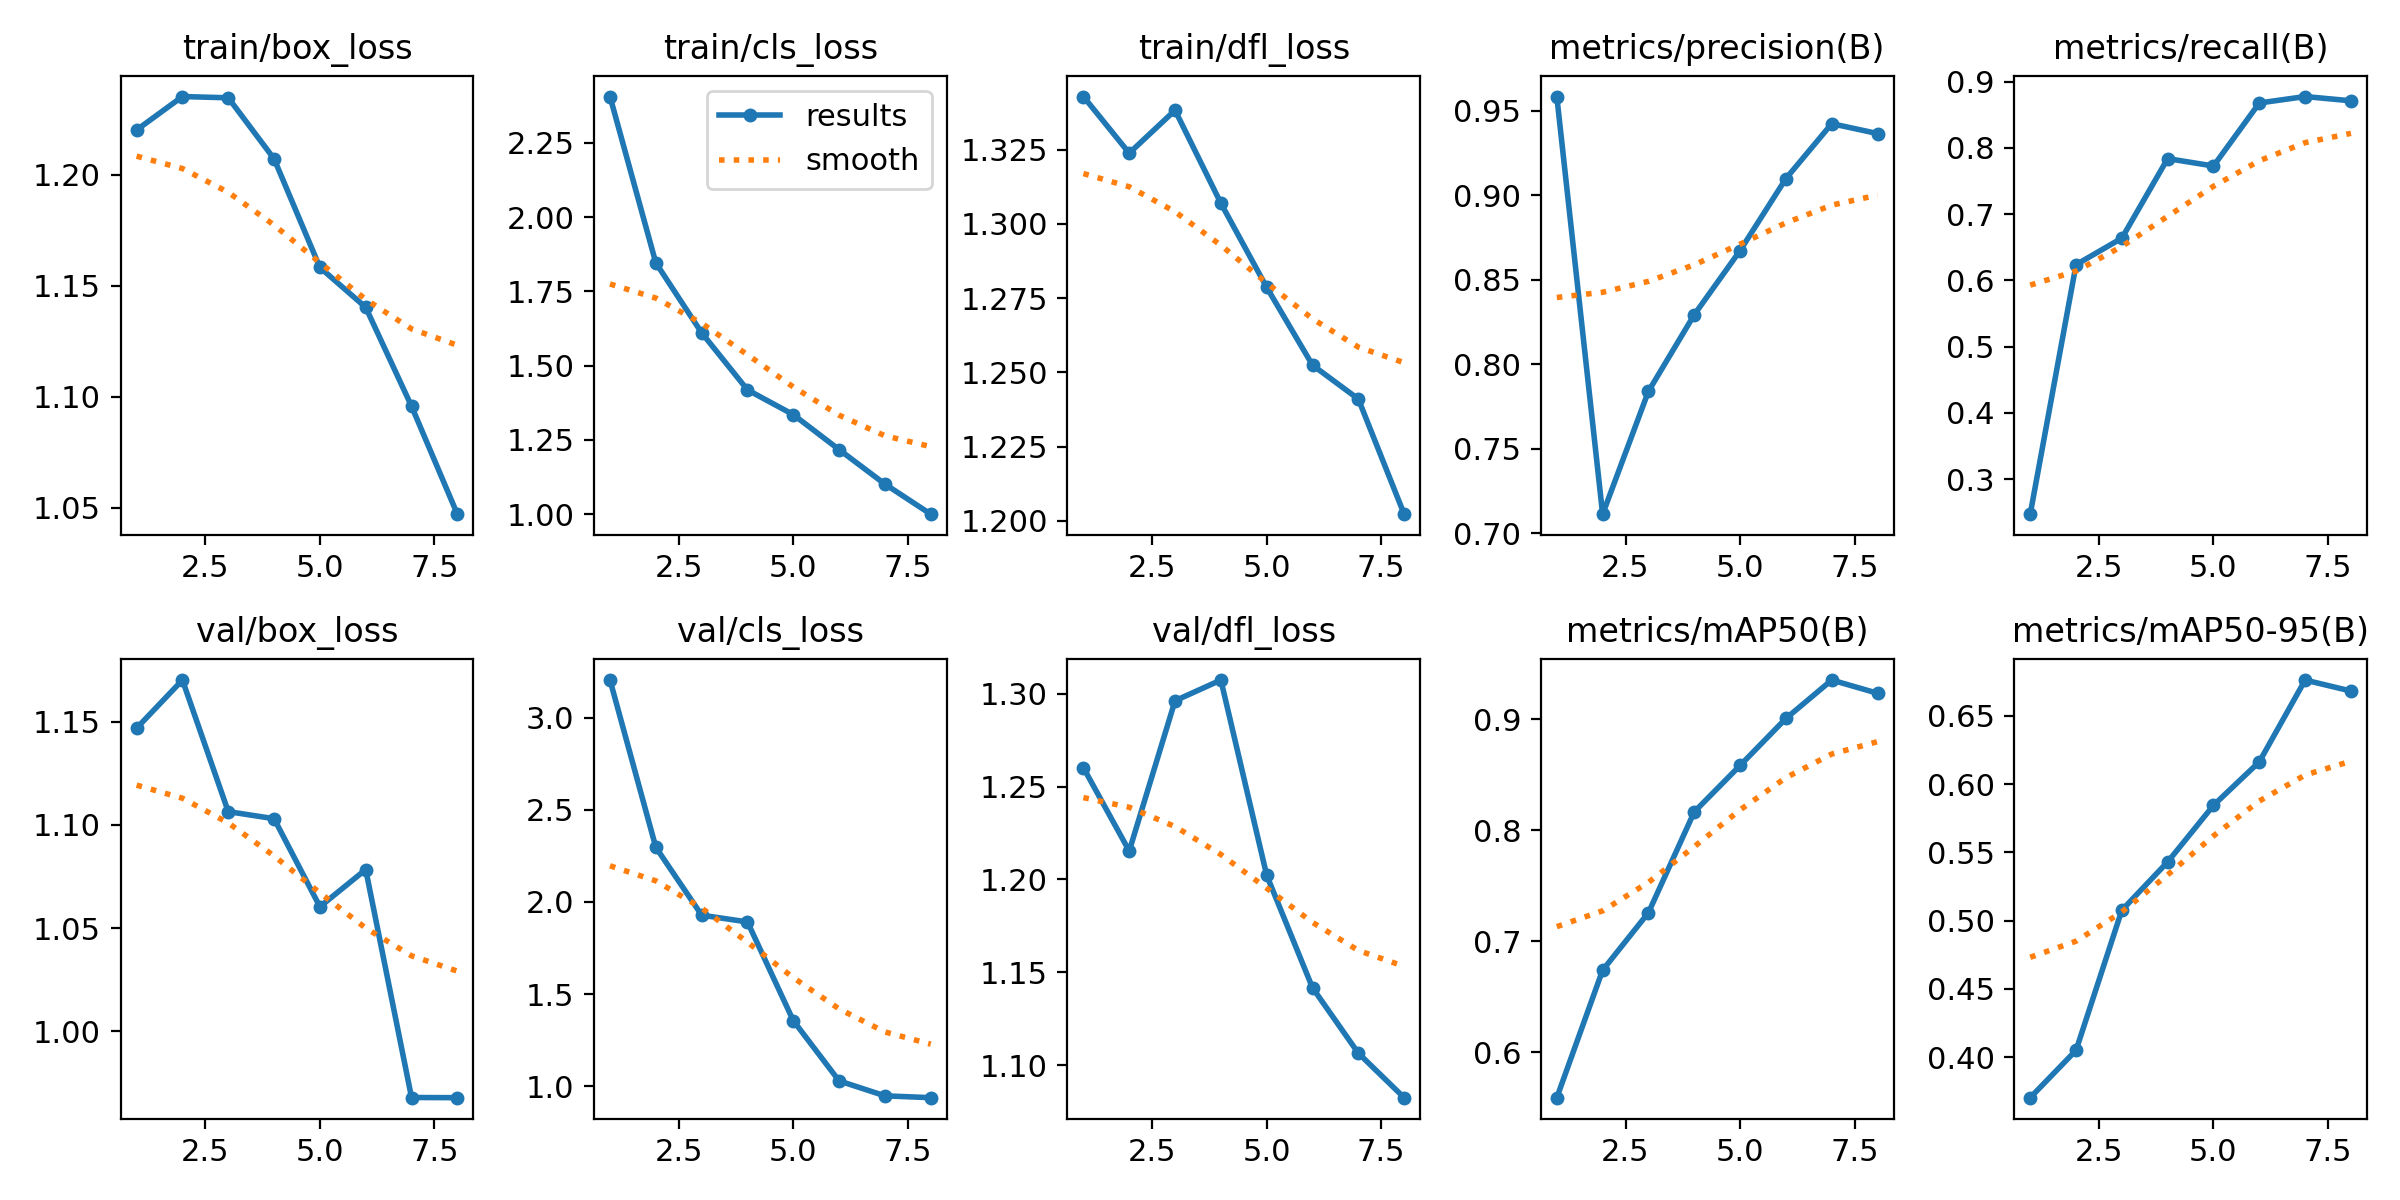 train/box_loss
1.20
1.15
1.10
1.05
2.5 5.0 7.5
train/cls_loss
results
smooth
2.25
2.00
1.75
1.50
1.25
1.00
2.5 5.0 7.5
train/dfl_loss
1.325
1.300
1.275
1.250
1.225
1.200
2.5 5.0 7.5
metrics/precision(B)
0.95
0.90
0.85
0.80
0.75
0.70
2.5 5.0 7.5
metrics/recall(B)
0.9
0.8
0.7
0.6
0.5
0.4
0.3
2.5 5.0 7.5
val/box_loss
1.15
1.10
1.05
1.00
2.5 5.0 7.5
val/cls_loss
3.0
2.5
2.0
1.5
1.0
2.5 5.0 7.5
val/dfl_loss
1.30
1.25
1.20
1.15
1.10
2.5 5.0 7.5
metrics/mAP50(B)
0.9
0.8
0.7
0.6
2.5 5.0 7.5
metrics/mAP50-95(B)
0.65
0.60
0.55
0.50
0.45
0.40
2.5 5.0 7.5